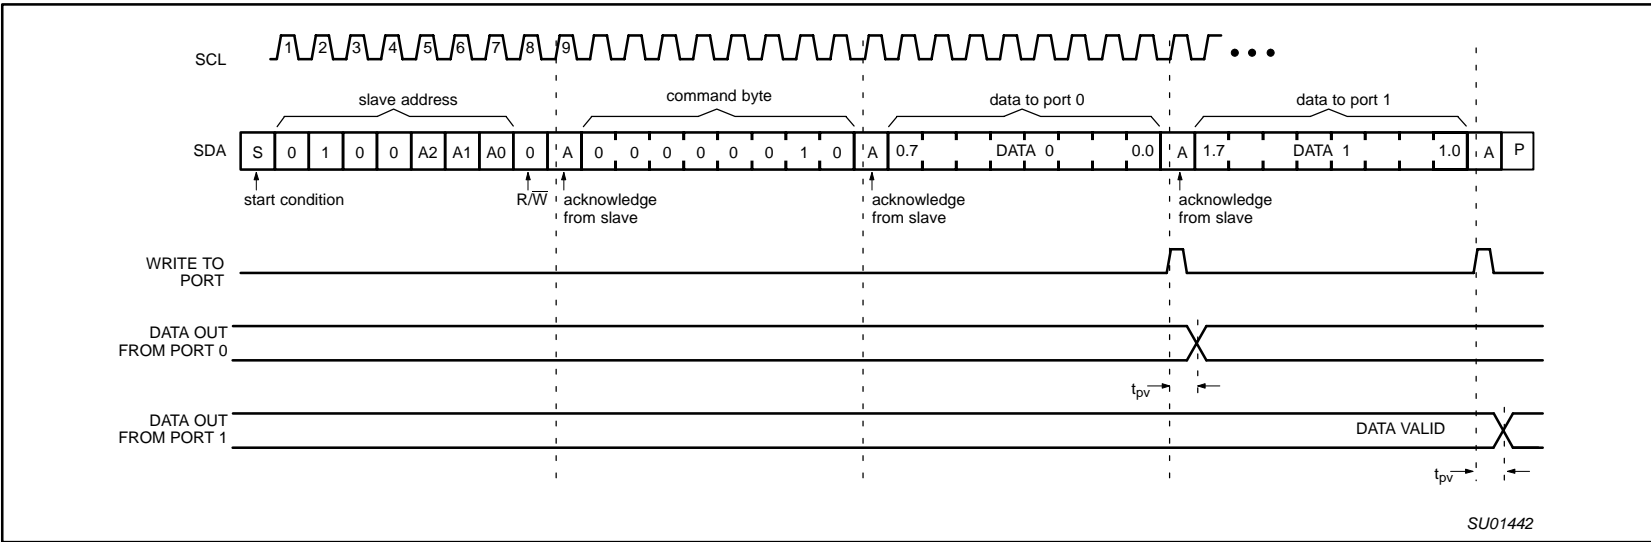 SCL 1 2 3 4 5 6 7 8 9
slave address command byte data to port 0 data to port 1
SDA S 0 1 0 0 A2 A1 A0 0 A 0 0 0 0 0 0 1 0 A 0.7 DATA 0 0.0 A 1.7 DATA 1 1.0 A P
start condition R/W̅ acknowledge acknowledge acknowledge
from slave from slave from slave
WRITE TO
PORT
DATA OUT
FROM PORT 0
tpv
DATA OUT
FROM PORT 1 DATA VALID
tpv
SU01442